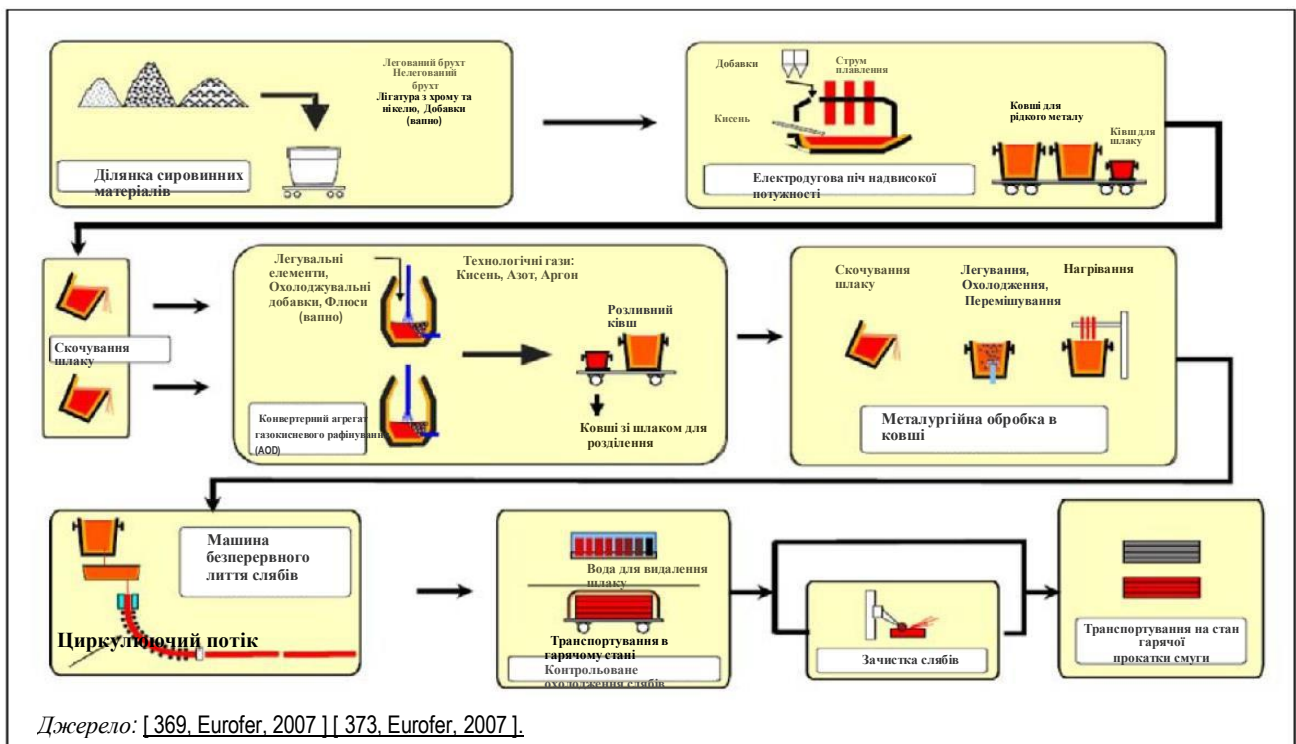 Легований брухт
Нелегований
брухт
Лігатура з хрому та
нікелю, Добавки
(вапно)
Ділянка сировинних
матеріалів
Добавки
Струм
плавлення
Кисень
Ковші для
рідкого металу
Ківш для
шлаку
Електродугова піч надвисокої
потужності
Скочування
шлаку
Легувальні
елементи,
Охолоджувальні
добавки, Флюси
(вапно)
Технологічні гази:
Кисень, Азот, Аргон
Розливний
ківш
Конвертерний агрегат
газокисневого рафінування
(AOD)
Ковші зі шлаком для
розділення
Скочування
шлаку
Легування,
Охолодження,
Перемішування
Нагрівання
Металургійна обробка в
ковші
Машина
безперервного
лиття слябів
Циркулюючий потік
Вода для видалення
шлаку
Транспортування в
гарячому стані
Контрольоване
охолодження слябів
Зачистка слябів
Транспортування на стан
гарячої
прокатки смуги
Джерело: [ 369, Eurofer, 2007 ] [ 373, Eurofer, 2007 ].